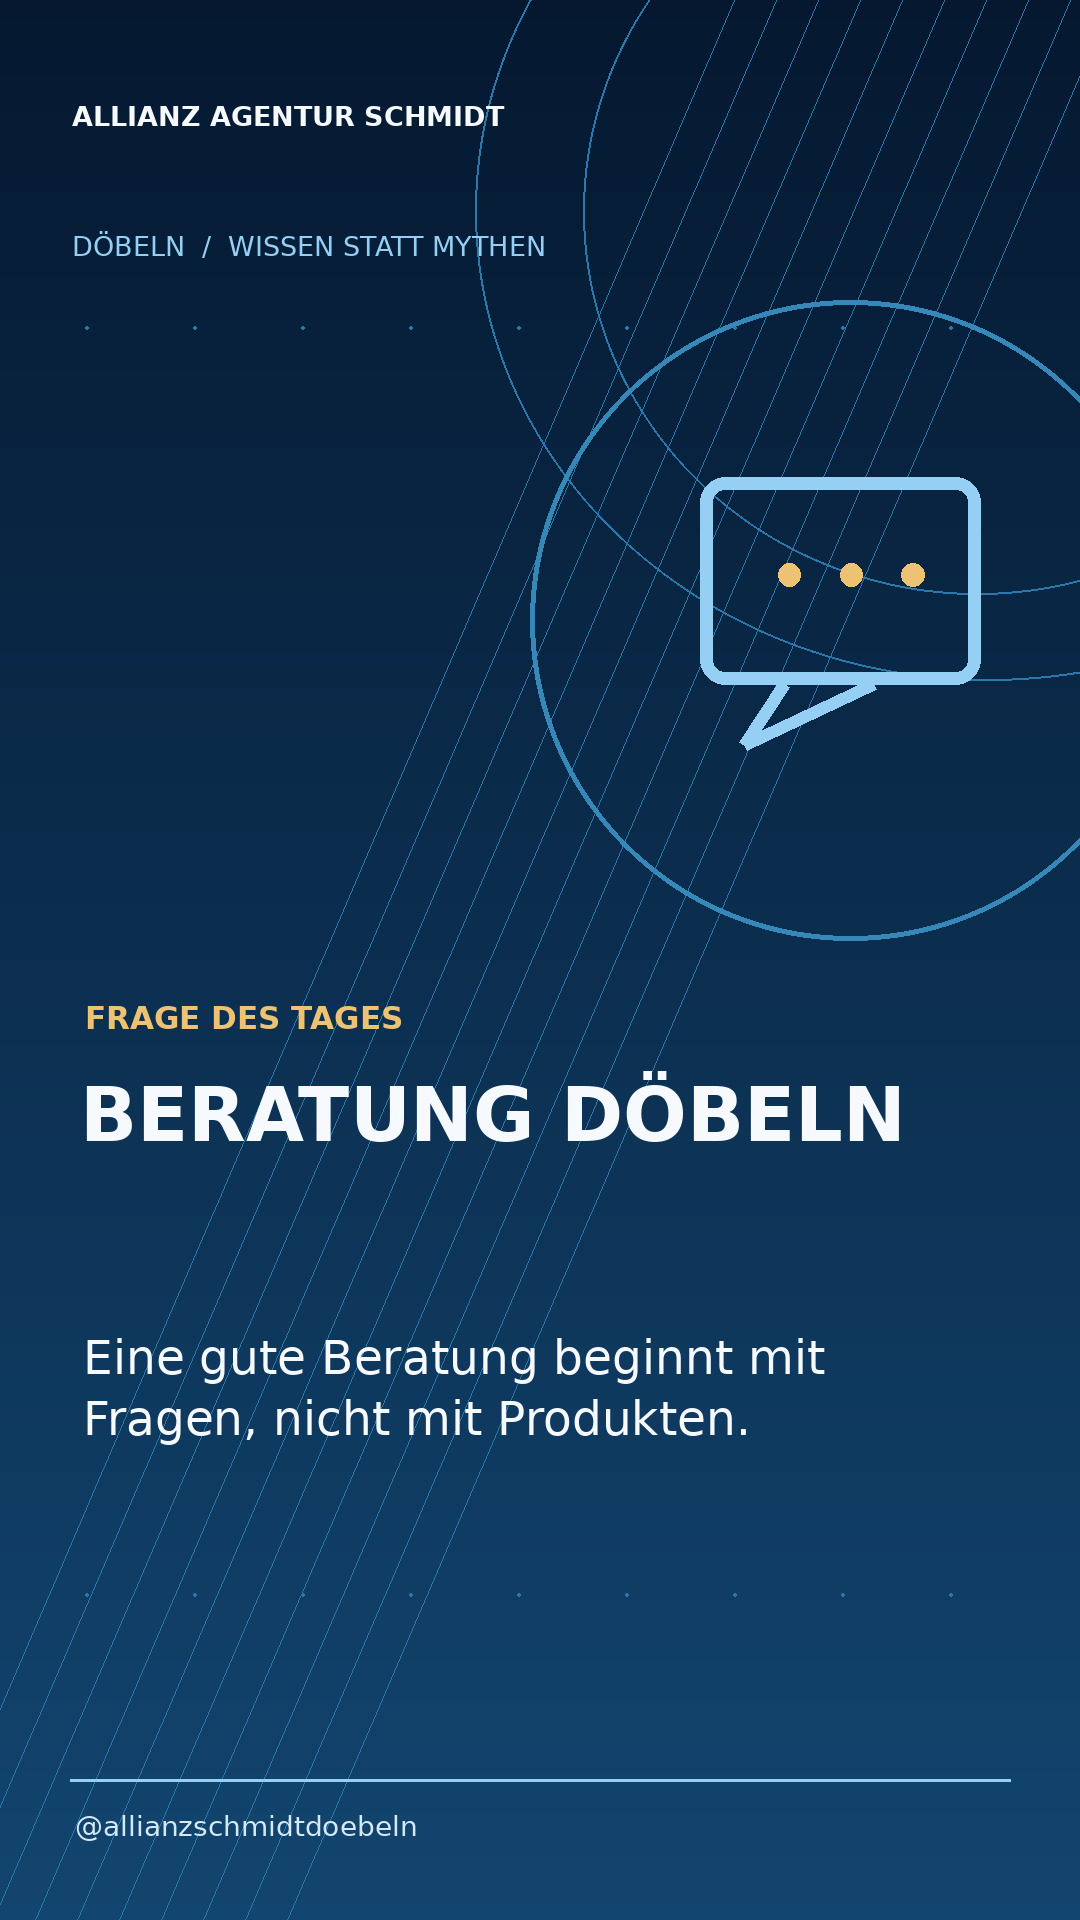 ALLIANZ AGENTUR SCHMIDT
DÖBELN / WISSEN STATT MYTHEN
FRAGE DES TAGES
BERATUNG DÖBELN
Eine gute Beratung beginnt mit
Fragen, nicht mit Produkten.
@allianzschmidtdoebeln